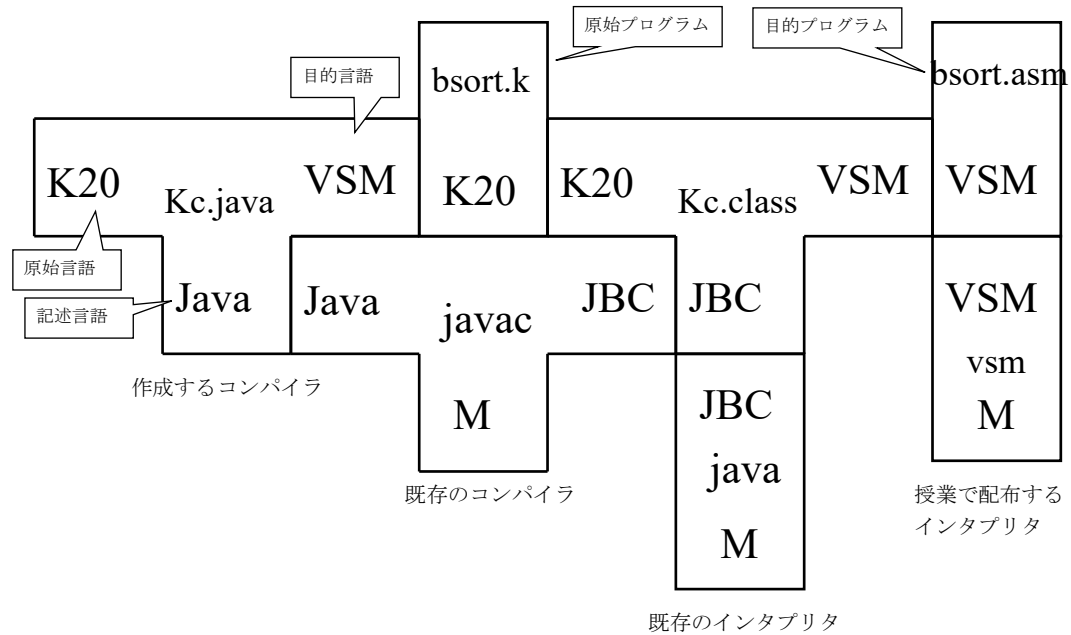 原始プログラム
目的プログラム
目的言語
bsort.k
bsort.asm
K20
Kc.java
VSM
K20
K20
Kc.class
VSM
VSM
原始言語
記述言語
Java
Java
javac
JBC
JBC
VSM
vsm
M
作成するコンパイラ
M
JBC
java
M
既存のコンパイラ
授業で配布する
インタプリタ
既存のインタプリタ